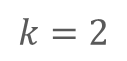 k = 2